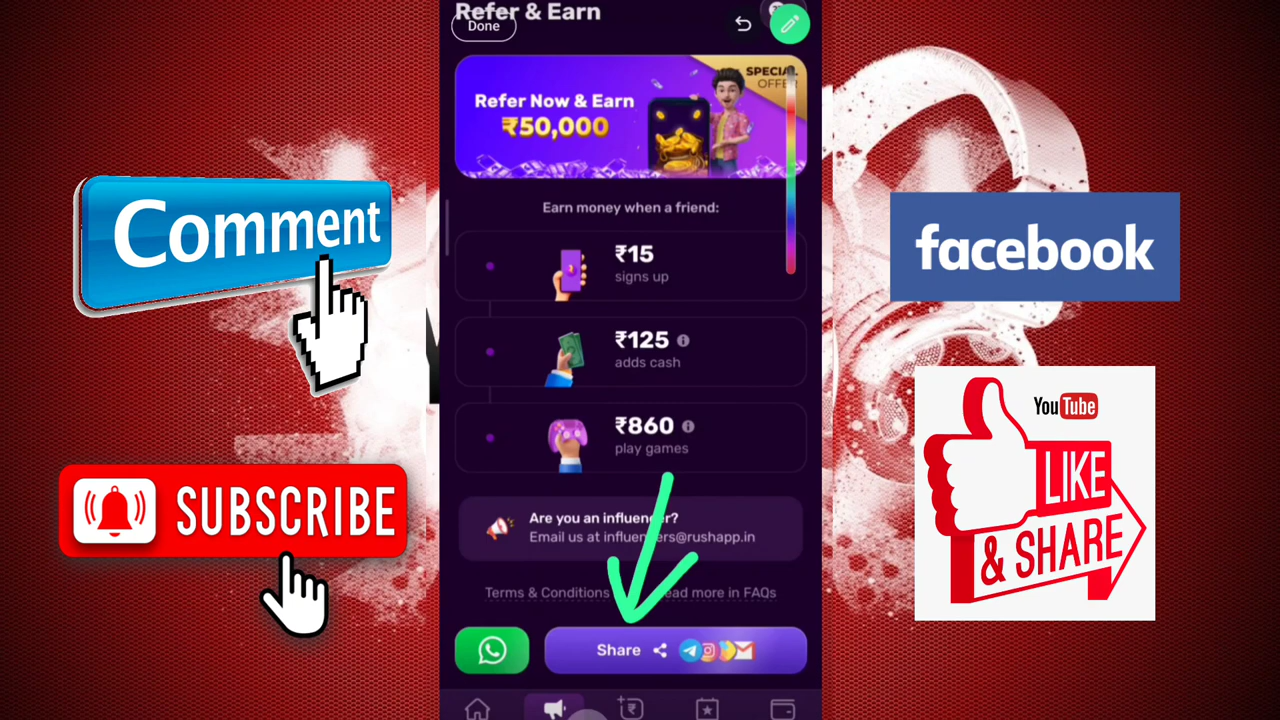 Refer & Earn
Done
SPECIAL
OFFER
Refer Now & Earn
₹50,000
Earn money when a friend:
₹15
signs up
₹125
adds cash
₹860
play games
Are you an influencer?
Email us at influencers@rushapp.in
Terms & Conditions
read more in FAQs
Share
Comment
SUBSCRIBE
facebook
YouTube
LIKE
& SHARE